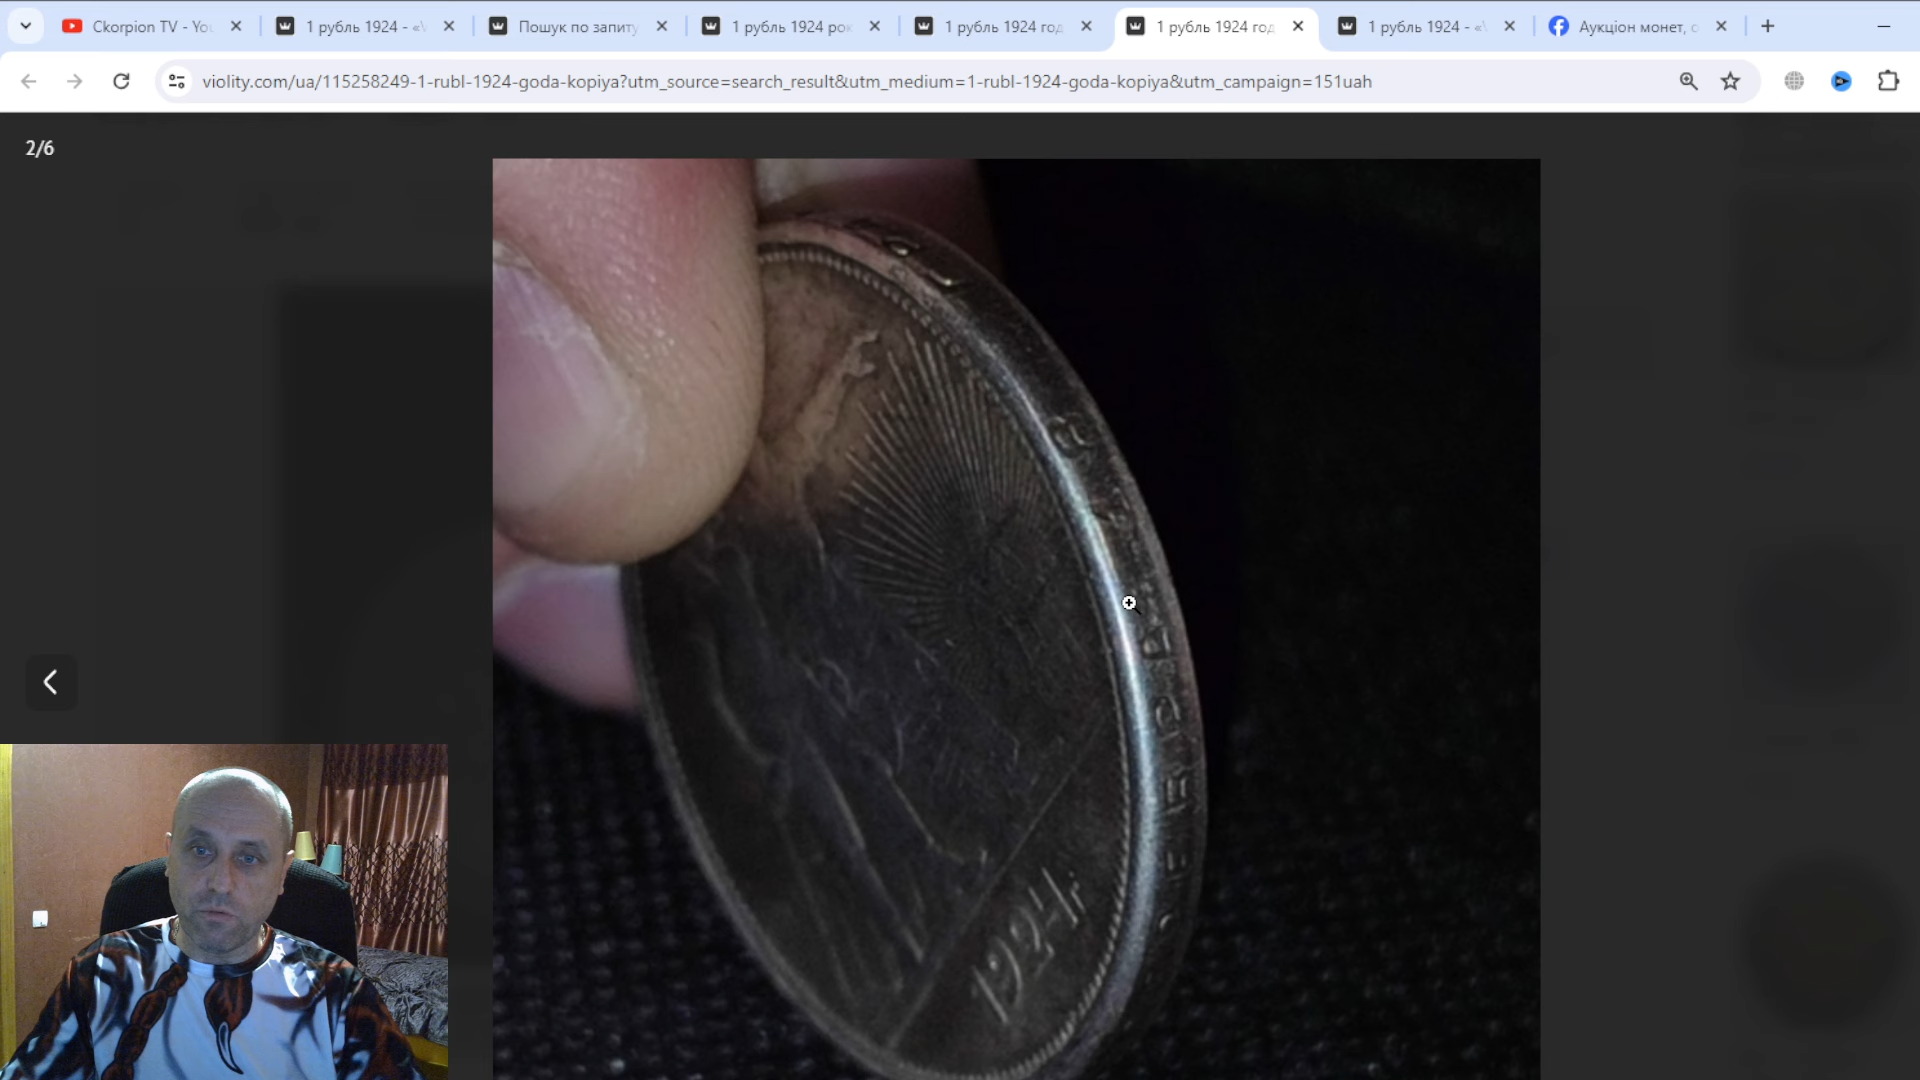 Ckorpion TV - You
1 рубль 1924 - «\
Пошук по запиту
1 рубль 1924 рок
1 рубль 1924 год
1 рубль 1924 год
1 рубль 1924 - «\
Аукціон монет, с
violity.com/ua/115258249-1-rubl-1924-goda-kopiya?utm_source=search_result&utm_medium=1-rubl-1924-goda-kopiya&utm_campaign=151uah
2/6
1924г.